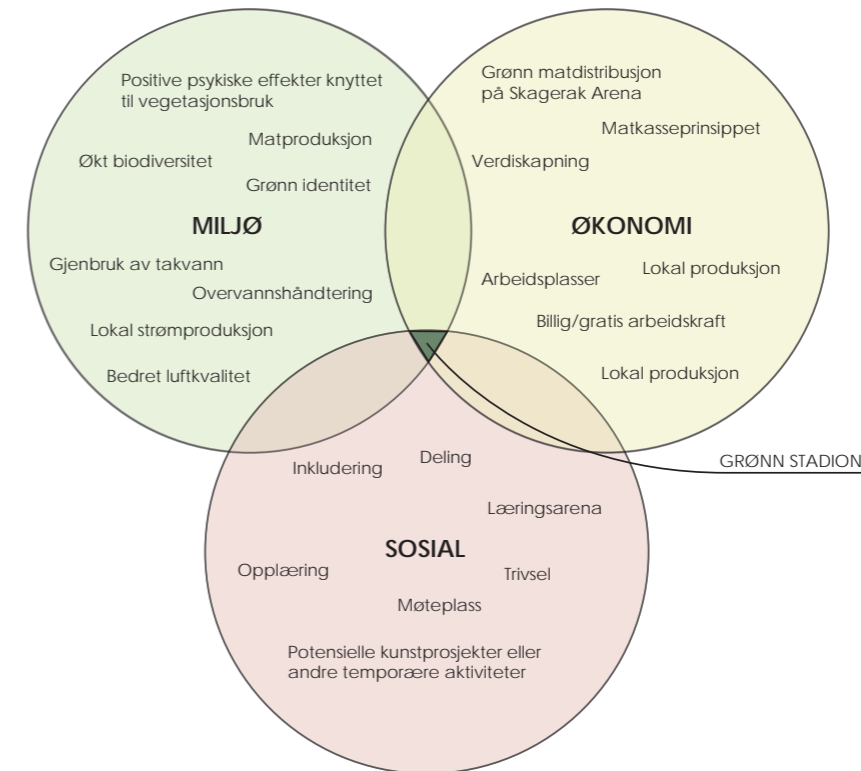 Positive psykiske effekter knyttet
til vegetasjonsbruk
Matproduksjon
Økt biodiversitet
Grønn identitet
MILJØ
Gjenbruk av takvann
Overvannshåndtering
Lokal strømproduksjon
Bedret luftkvalitet
Grønn matdistribusjon
på Skagerak Arena
Matkasseprinsippet
Verdiskapning
ØKONOMI
Lokal produksjon
Arbeidsplasser
Billig/gratis arbeidskraft
Lokal produksjon
GRØNN STADION
Deling
Inkludering
Læringsarena
SOSIAL
Opplæring
Trivsel
Møteplass
Potensielle kunstprosjekter eller
andre temporære aktiviteter